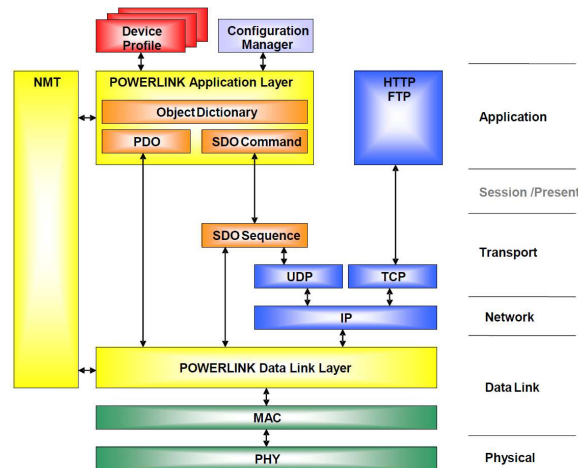 Device
Profile
Configuration
Manager
NMT
POWERLINK Application Layer
HTTP
FTP
Object Dictionary
Application
PDO
SDO Command
Session /Present
SDO Sequence
Transport
UDP
TCP
IP
Network
POWERLINK Data Link Layer
Data Link
MAC
PHY
Physical